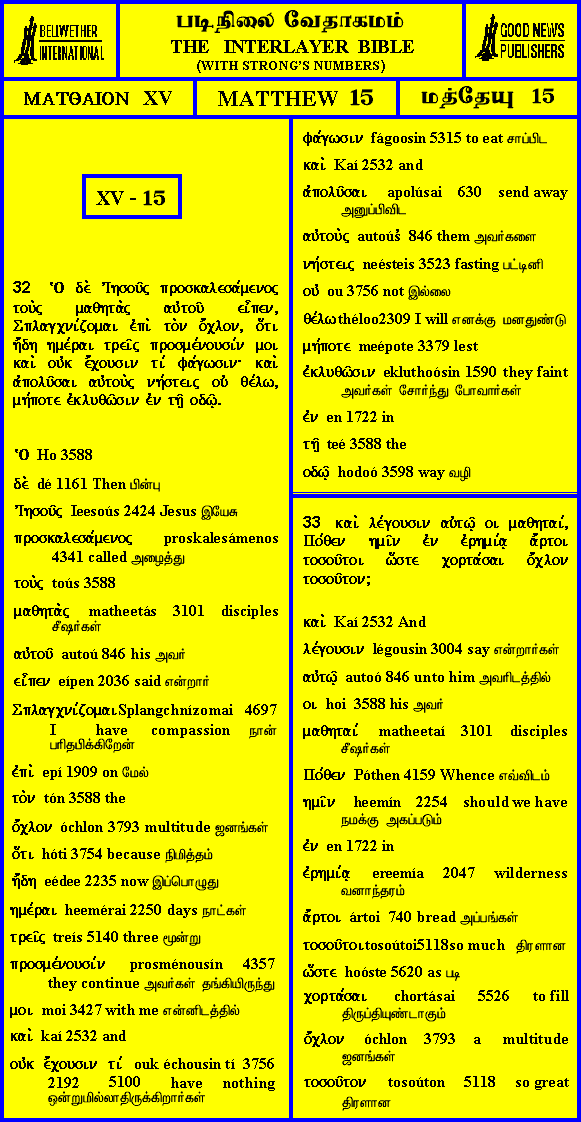 BELLWETHER
INTERNATIONAL
படிநிலை வேதாகமம்
THE INTERLAYER BIBLE
(WITH STRONG'S NUMBERS)
GOOD NEWS
PUBLISHERS
ΜΑΤΘΑΙΟΝ XV
MATTHEW 15
மத்தேயு 15
XV - 15
32 Ὁ δὲ Ἰησοῦς προσκαλεσάμενος
τοὺς μαθητὰς αὐτοῦ εἶπεν,
Σπλαγχνίζομαι ἐπὶ τὸν ὄχλον, ὅτι
ἤδη ημέραι τρεῖς προσμένουσίν μοι
καὶ οὐκ ἔχουσιν τί φάγωσιν· καὶ
ἀπολῦσαι αὐτοὺς νήστεις οὐ θέλω,
μήποτε ἐκλυθῶσιν ἐν τῇ οδῷ.
Ὁ Ho 3588
δὲ dé 1161 Then பின்பு
Ἰησοῦς Ieesoús 2424 Jesus இயேசு
προσκαλεσάμενος proskalesámenos
4341 called அழைத்து
τοὺς toús 3588
μαθητὰς matheetás 3101 disciples
சீஷர்கள்
αὐτοῦ autoú 846 his அவர்
εἶπεν eípen 2036 said என்றார்
ΣπλαγχνίζομαιSplangchnízomai 4697
I have compassion நான்
பரிதபிக்கிறேன்
ἐπὶ epí 1909 on மேல்
τὸν tón 3588 the
ὄχλον óchlon 3793 multitude ஜனங்கள்
ὅτι hóti 3754 because நிமித்தம்
ἤδη eédee 2235 now இப்பொழுது
ημέραι heemérai 2250 days நாட்கள்
τρεῖς treís 5140 three மூன்று
προσμένουσίν prosménousín 4357
they continue அவர்கள் தங்கியிருந்து
μοι moi 3427 with me என்னிடத்தில்
καὶ kaí 2532 and
οὐκ ἔχουσιν τί ouk échousin tí 3756
2192 5100 have nothing
ஒன்றுமில்லாதிருக்கிறார்கள்
φάγωσιν fágoosin 5315 to eat சாப்பிட
καὶ Kaí 2532 and
ἀπολῦσαι apolúsai 630 send away
அனுப்பிவிட
αὐτοὺς autoús 846 them அவர்களை
νήστεις neésteis 3523 fasting பட்டினி
οὐ ou 3756 not இல்லை
θέλωthéloo2309 I will எனக்கு மனதுண்டு
μήποτε meépote 3379 lest
ἐκλυθῶσιν ekluthoósin 1590 they faint
அவர்கள் சோர்ந்து போவார்கள்
ἐν en 1722 in
τῇ teé 3588 the
οδῷ hodoó 3598 way வழி
33 καὶ λέγουσιν αὐτῷ οι μαθηταί,
Πόθεν ημῖν ἐν ἐρημίᾳ ἄρτοι
τοσοῦτοι ὥστε χορτάσαι ὄχλον
τοσοῦτον;
καὶ Kaí 2532 And
λέγουσιν légousin 3004 say என்றார்கள்
αὐτῷ autoó 846 unto him அவரிடத்தில்
οι hoi 3588 his அவர்
μαθηταί matheetaí 3101 disciples
சீஷர்கள்
Πόθεν Póthen 4159 Whence எவ்விடம்
ημῖν heemín 2254 should we have
நமக்கு அகப்படும்
ἐν en 1722 in
ἐρημίᾳ ereemía 2047 wilderness
வனாந்தரம்
ἄρτοι ártoi 740 bread அப்பங்கள்
τοσοῦτοιtosoútoi5118so much திரளான
ὥστε hoóste 5620 as படி
χορτάσαι chortásai 5526 to fill
திருப்தியுண்டாகும்
ὄχλον óchlon 3793 a multitude
ஜனங்கள்
τοσοῦτον tosoúton 5118 so great
திரளான